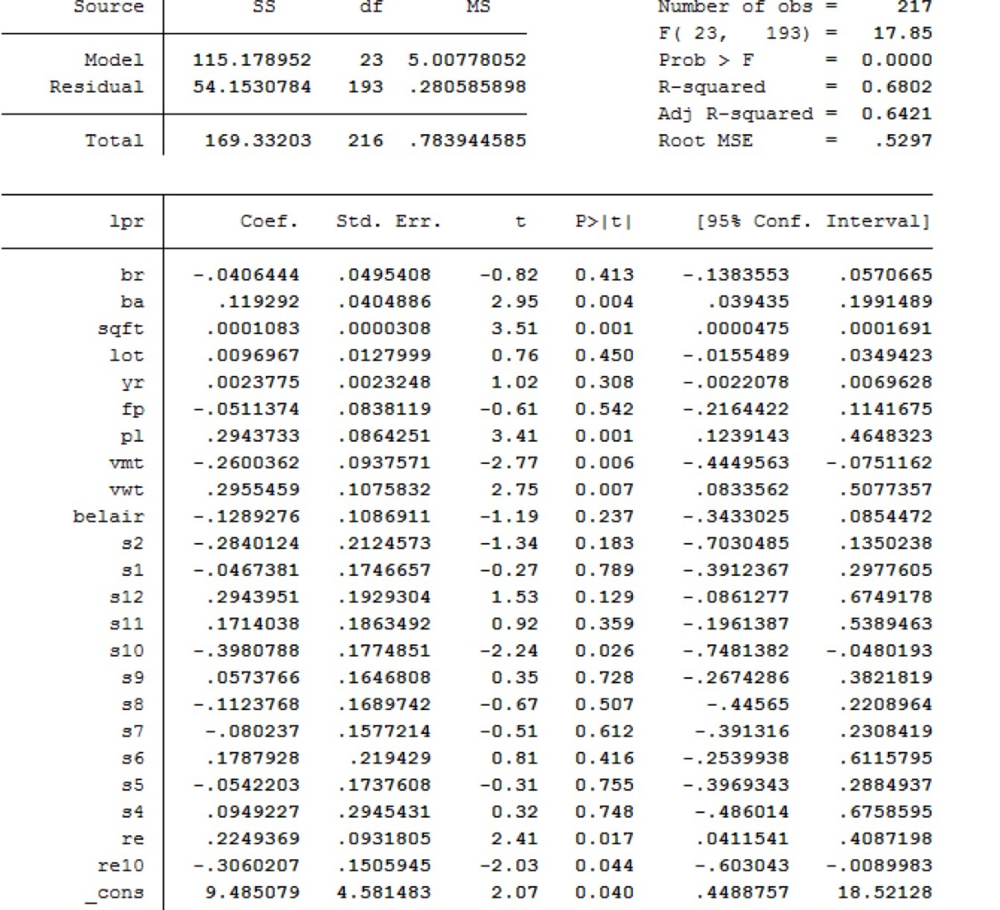 Source SS df MS Number of obs = 217
F( 23, 193) = 17.85
Model 115.178952 23 5.00778052 Prob > F = 0.0000
Residual 54.1530784 193 .280585898 R-squared = 0.6802
Adj R-squared = 0.6421
Total 169.33203 216 .783944585 Root MSE = .5297
lpr Coef. Std. Err. t P>|t| [95% Conf. Interval]
br -.0406444 .0495408 -0.82 0.413 -.1383553 .0570665
ba .119292 .0404886 2.95 0.004 .039435 .1991489
sqft .0001083 .0000308 3.51 0.001 .0000475 .0001691
lot .0096967 .0127999 0.76 0.450 -.0155489 .0349423
yr .0023775 .0023248 1.02 0.308 -.0022078 .0069628
fp -.0511374 .0838119 -0.61 0.542 -.2164422 .1141675
pl .2943733 .0864251 3.41 0.001 .1239143 .4648323
vmt -.2600362 .0937571 -2.77 0.006 -.4449563 -.0751162
vwt .2955459 .1075832 2.75 0.007 .0833562 .5077357
belair -.1289276 .1086911 -1.19 0.237 -.3433025 .0854472
s2 -.2840124 .2124573 -1.34 0.183 -.7030485 .1350238
s1 -.0467381 .1746657 -0.27 0.789 -.3912367 .2977605
s12 .2943951 .1929304 1.53 0.129 -.0861277 .6749178
s11 .1714038 .1863492 0.92 0.359 -.1961387 .5389463
s10 -.3980788 .1774851 -2.24 0.026 -.7481382 -.0480193
s9 .0573766 .1646808 0.35 0.728 -.2674286 .3821819
s8 -.1123768 .1689742 -0.67 0.507 -.44565 .2208964
s7 -.080237 .1577214 -0.51 0.612 -.391316 .2308419
s6 .1787928 .219429 0.81 0.416 -.2539938 .6115795
s5 -.0542203 .1737608 -0.31 0.755 -.3969343 .2884937
s4 .0949227 .2945431 0.32 0.748 -.486014 .6758595
re .2249369 .0931805 2.41 0.017 .0411541 .4087198
re10 -.3060207 .1505945 -2.03 0.044 -.603043 -.0089983
_cons 9.485079 4.581483 2.07 0.040 .4488757 18.52128